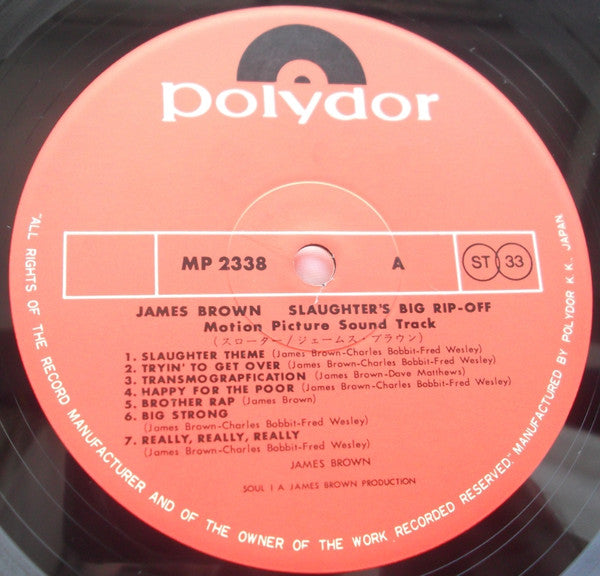 polydor
MP 2338 A ST 33
JAMES BROWN SLAUGHTER'S BIG RIP-OFF
Motion Picture Sound Track
(スローター/ジェームス・ブラウン)
1. SLAUGHTER THEME (James Brown-Charles Bobbit-Fred Wesley)
2. TRYIN' TO GET OVER (James Brown-Charles Bobbit-Fred Wesley)
3. TRANSMOGRAPFICATION (James Brown-Dave Matthews)
4. HAPPY FOR THE POOR (James Brown-Charles Bobbit-Fred Wesley)
5. BROTHER RAP (James Brown)
6. BIG STRONG
(James Brown-Charles Bobbit-Fred Wesley)
7. REALLY, REALLY, REALLY
(James Brown-Charles Bobbit-Fred Wesley)
JAMES BROWN
SOUL I A JAMES BROWN PRODUCTION
"ALL RIGHTS OF THE RECORD MANUFACTURER AND OF THE OWNER OF THE WORK RECORDED RESERVED." MANUFACTURED BY POLYDOR K.K., JAPAN